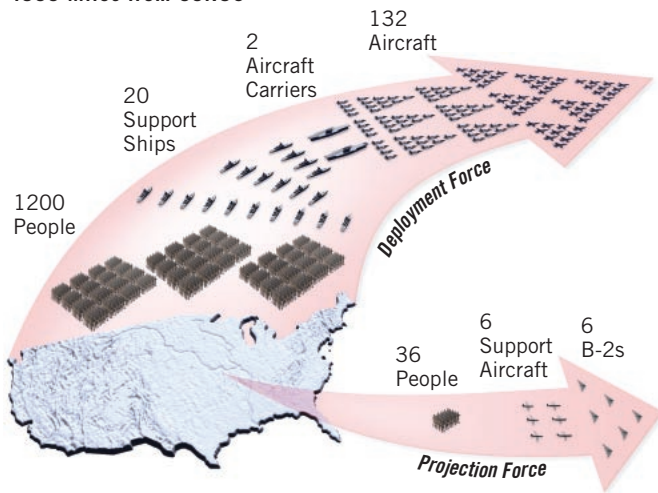 132
Aircraft
2
Aircraft
Carriers
20
Support
Ships
1200
People
Deployment Force
36
People
6
Support
Aircraft
6
B-2s
Projection Force